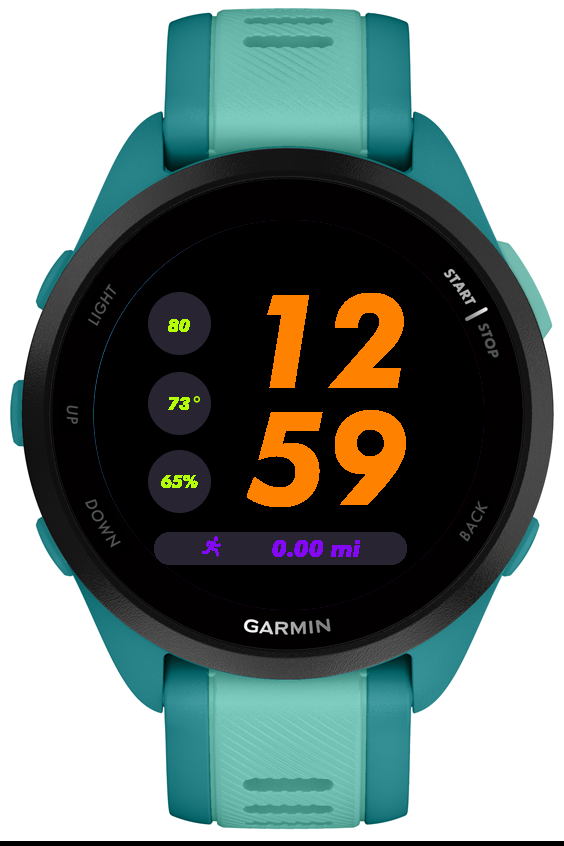 START
STOP
LIGHT
UP
DOWN
BACK
80
73°
65%
12
59
0.00 mi
GARMIN